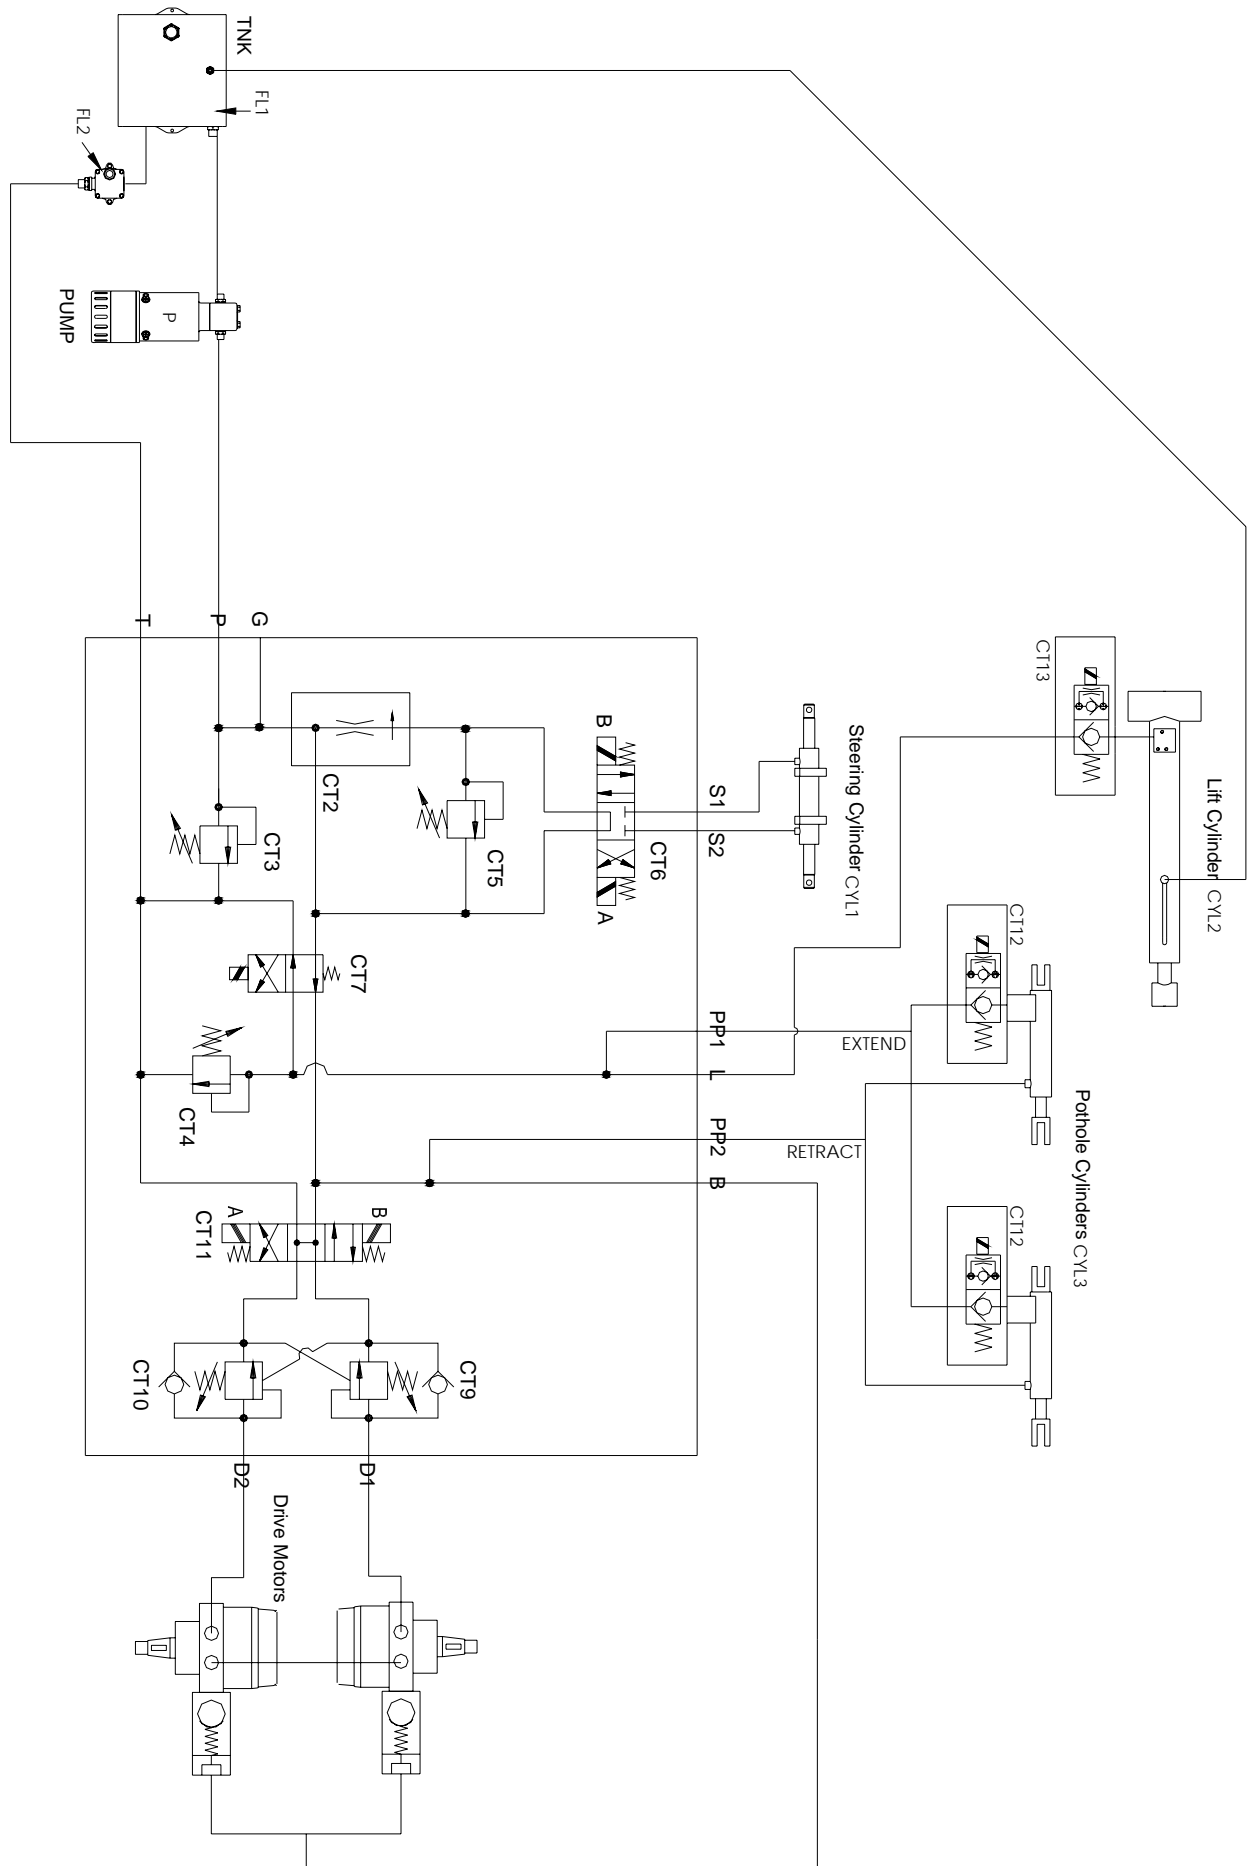 TNK
FL1
FL2
P
PUMP
T
P
G
CT2
CT3
CT5
B
CT6
A
S1
S2
Steering Cylinder CYL1
CT13
Lift Cylinder CYL2
CT7
CT4
PP1
L
EXTEND
PP2
B
RETRACT
CT12
Pothole Cylinders CYL3
CT12
A
B
CT11
CT10
CT9
D2
D1
Drive Motors